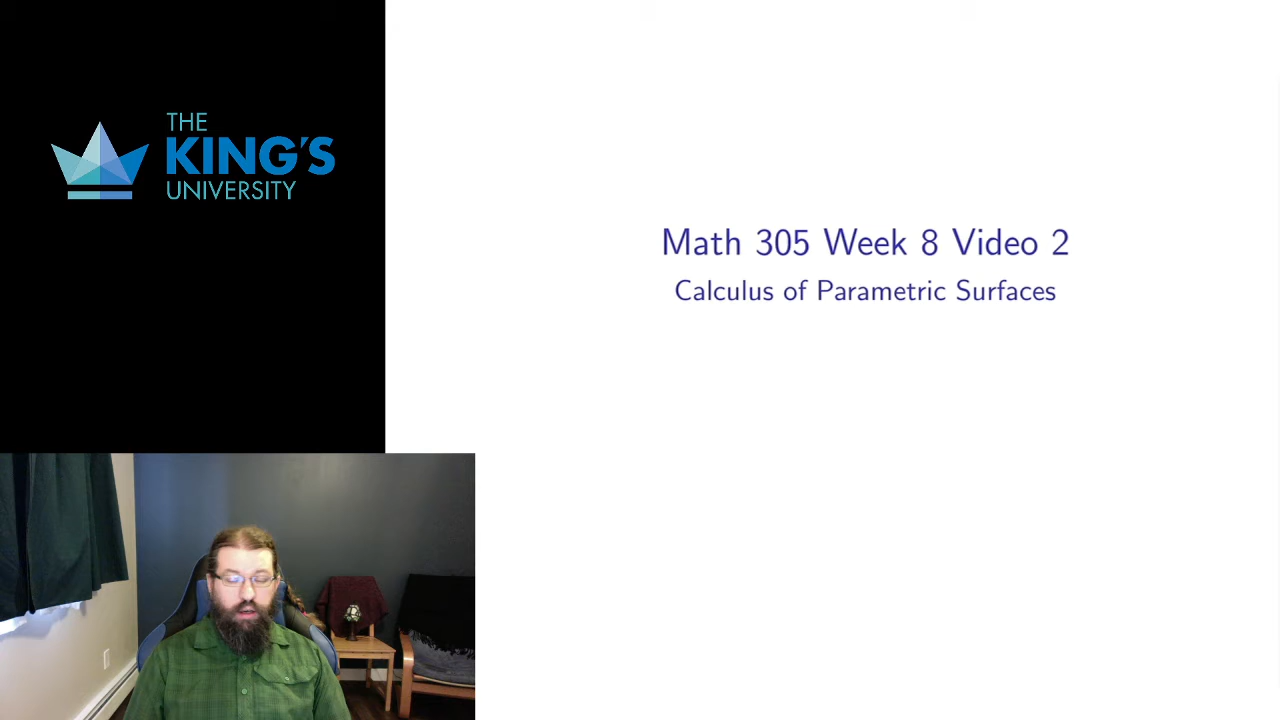 THE
KING'S
UNIVERSITY
Math 305 Week 8 Video 2
Calculus of Parametric Surfaces